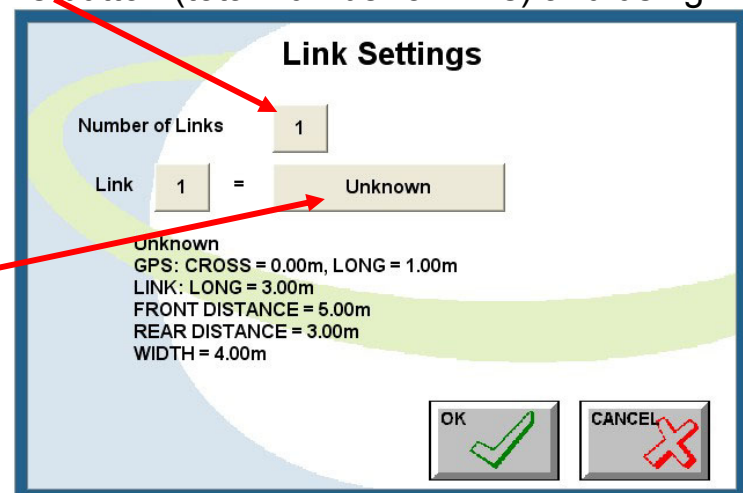 Link Settings
Number of Links 1
Link 1 = Unknown
Unknown
GPS: CROSS = 0.00m, LONG = 1.00m
LINK: LONG = 3.00m
FRONT DISTANCE = 5.00m
REAR DISTANCE = 3.00m
WIDTH = 4.00m
OK CANCEL